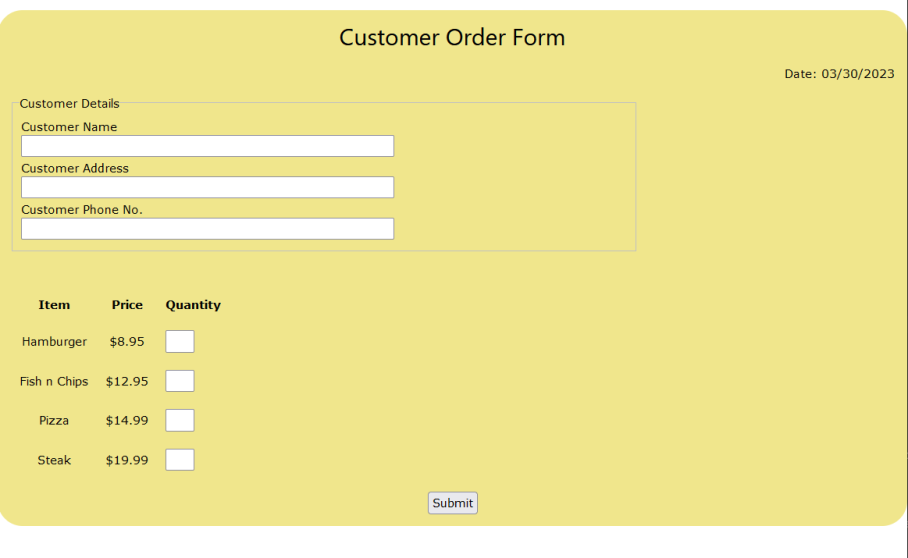 Customer Order Form
Date: 03/30/2023
Customer Details
Customer Name
Customer Address
Customer Phone No.
Item Price Quantity
Hamburger $8.95
Fish n Chips $12.95
Pizza $14.99
Steak $19.99
Submit